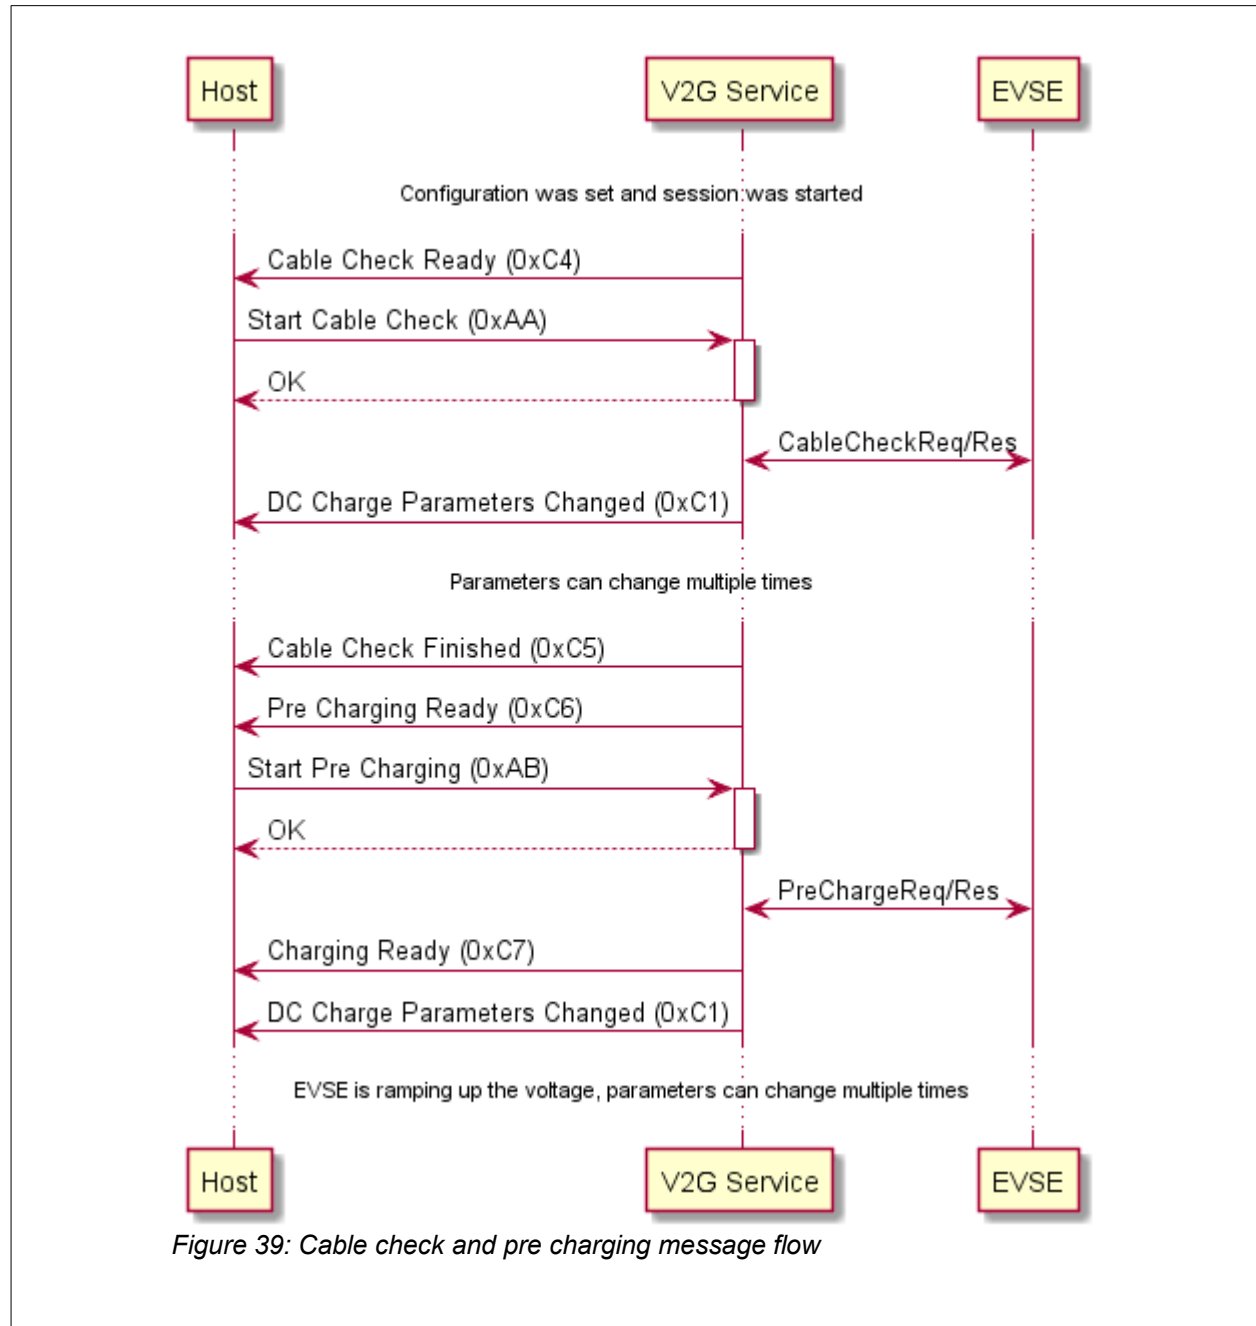 Host
V2G Service
EVSE
Configuration was set and session was started
Cable Check Ready (0xC4)
Start Cable Check (0xAA)
OK
CableCheckReq/Res
DC Charge Parameters Changed (0xC1)
Parameters can change multiple times
Cable Check Finished (0xC5)
Pre Charging Ready (0xC6)
Start Pre Charging (0xAB)
OK
PreChargeReq/Res
Charging Ready (0xC7)
DC Charge Parameters Changed (0xC1)
EVSE is ramping up the voltage, parameters can change multiple times
Host
V2G Service
EVSE
Figure 39: Cable check and pre charging message flow